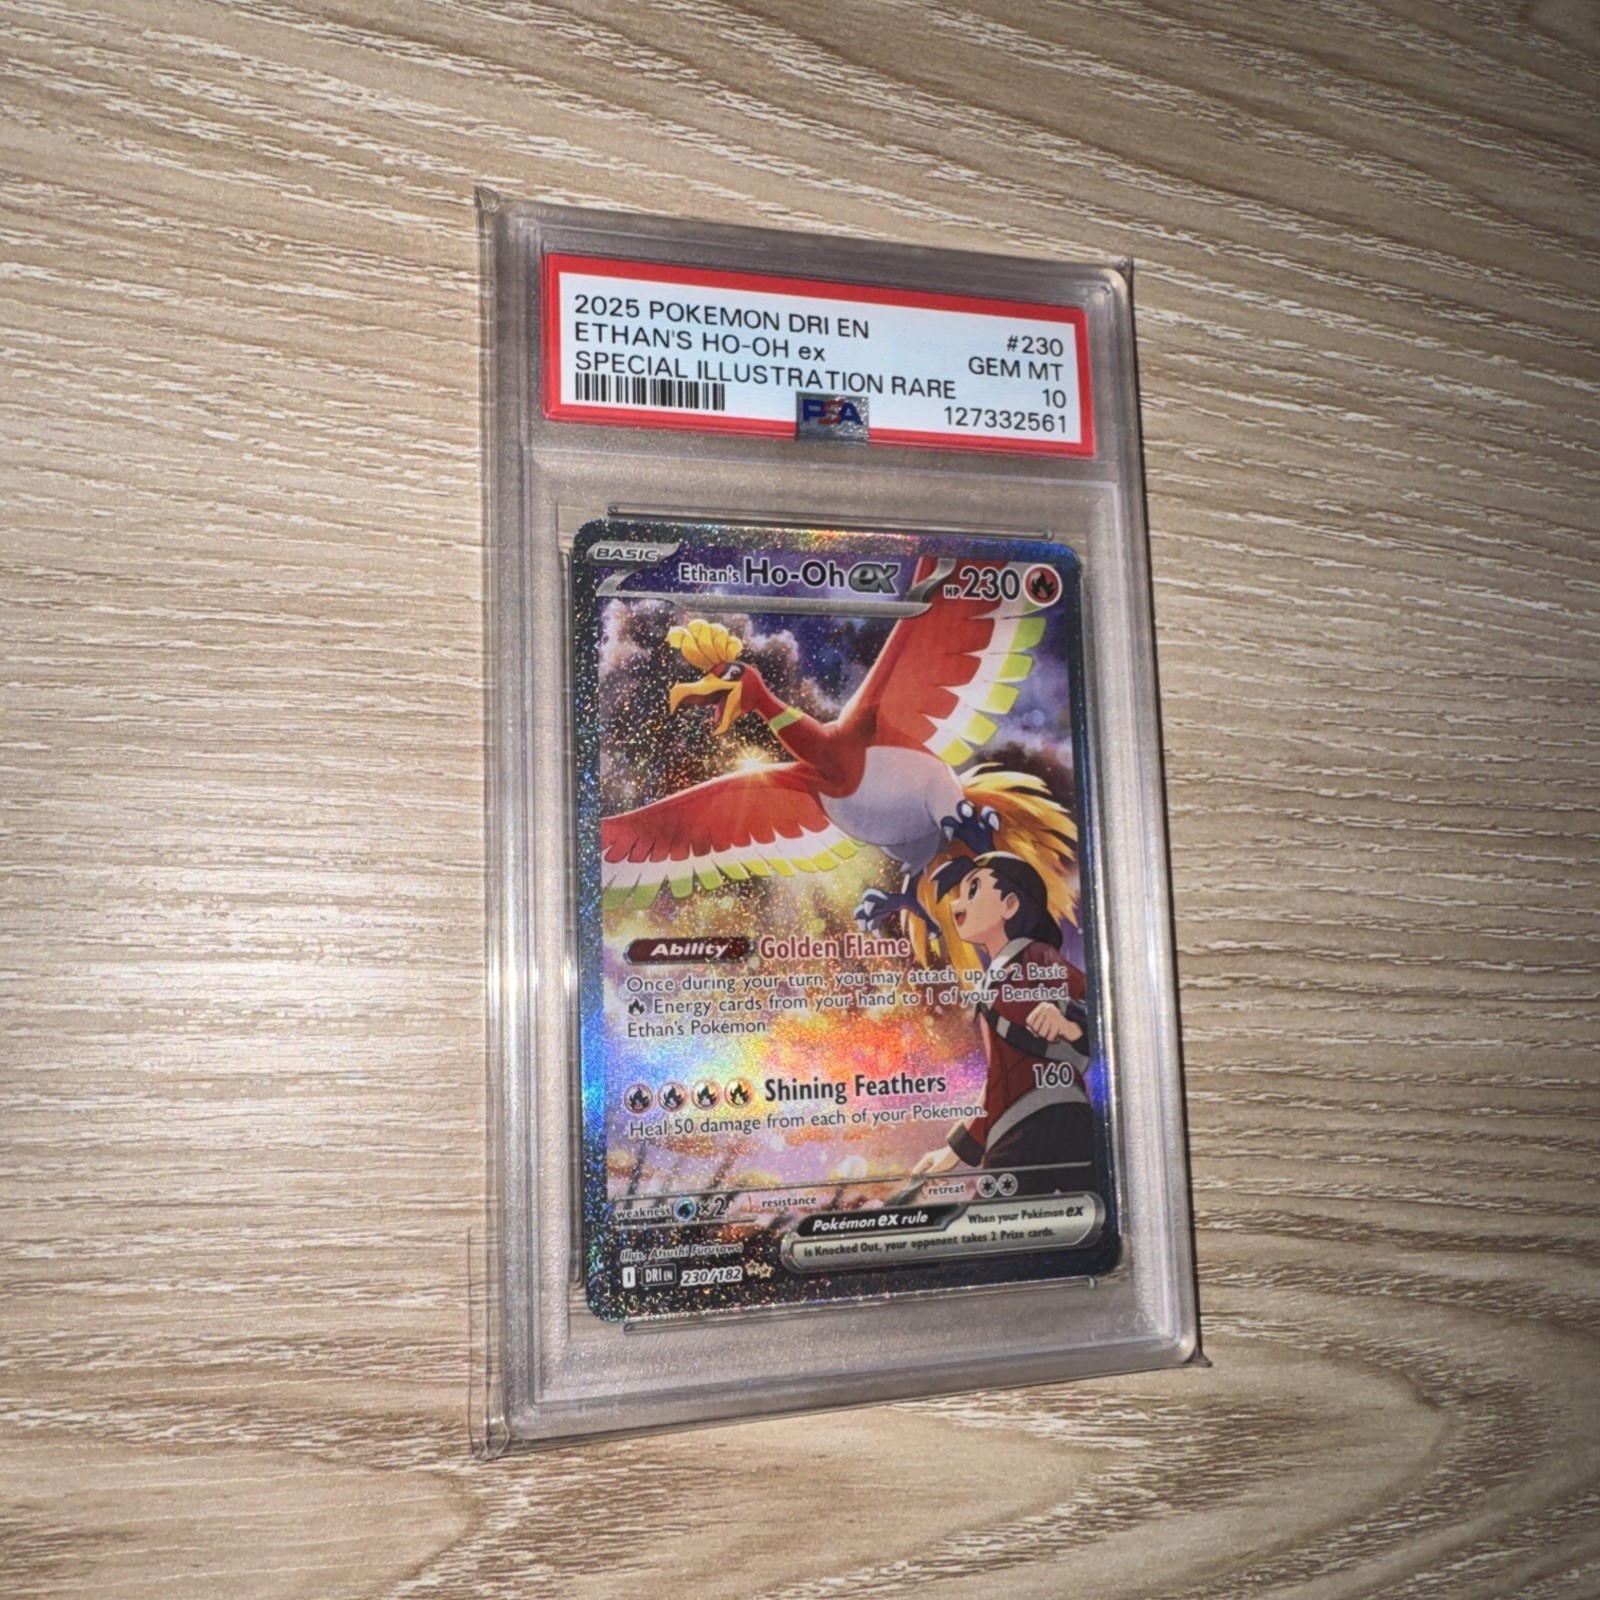 2025 POKEMON DRI EN
#230
ETHAN'S HO-OH ex
GEM MT
SPECIAL ILLUSTRATION RARE
10
PSA
127332561
BASIC
Ethan's Ho-Oh ex
HP 230
Ability Golden Flame
Once during your turn, you may attach up to 2 Basic
Energy cards from your hand to 1 of your Benched
Ethan's Pokémon.
Shining Feathers 160
Heal 50 damage from each of your Pokémon.
weakness ×2 resistance retreat
Pokémon ex rule When your Pokémon ex
is Knocked Out, your opponent takes 2 Prize cards.
Illus. Atsushi Furusawa
I DRI EN 230/182